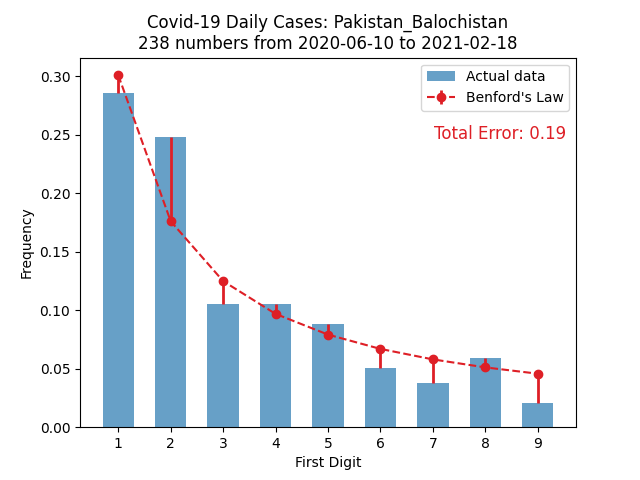 Covid-19 Daily Cases: Pakistan_Balochistan
238 numbers from 2020-06-10 to 2021-02-18
Actual data
Benford's Law
Total Error: 0.19
Frequency
0.30
0.25
0.20
0.15
0.10
0.05
0.00
1 2 3 4 5 6 7 8 9
First Digit